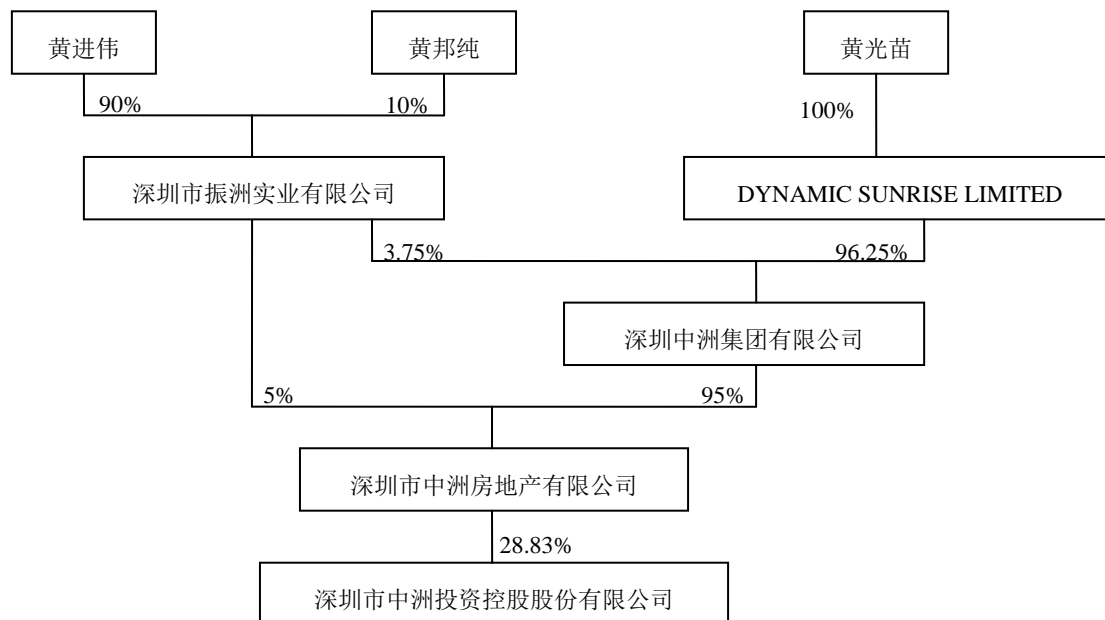 黄进伟
黄邦纯
黄光苗
90%
10%
100%
深圳市振洲实业有限公司
DYNAMIC SUNRISE LIMITED
3.75%
96.25%
深圳中洲集团有限公司
5%
95%
深圳市中洲房地产有限公司
28.83%
深圳市中洲投资控股股份有限公司